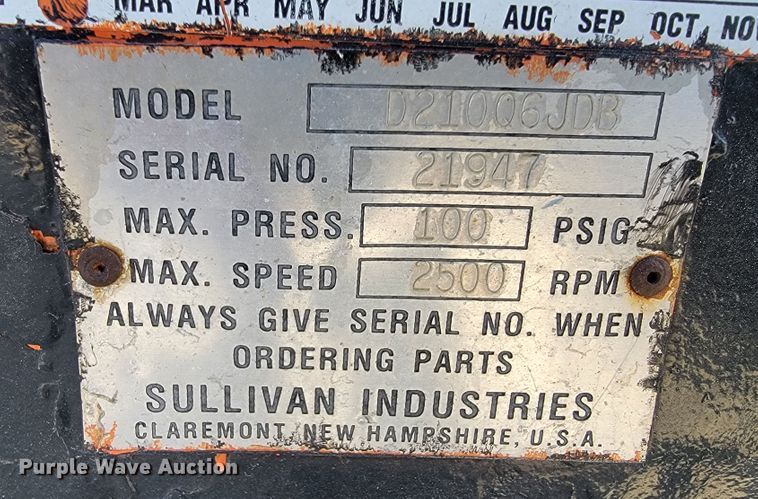 MAR APR MAY JUN JUL AUG SEP OCT NOV
MODEL D210Q6JDB
SERIAL NO. 21947
MAX. PRESS. 100 PSIG
MAX. SPEED 2500 RPM
ALWAYS GIVE SERIAL NO. WHEN
ORDERING PARTS
SULLIVAN INDUSTRIES
CLAREMONT, NEW HAMPSHIRE, U.S.A.
Purple Wave Auction